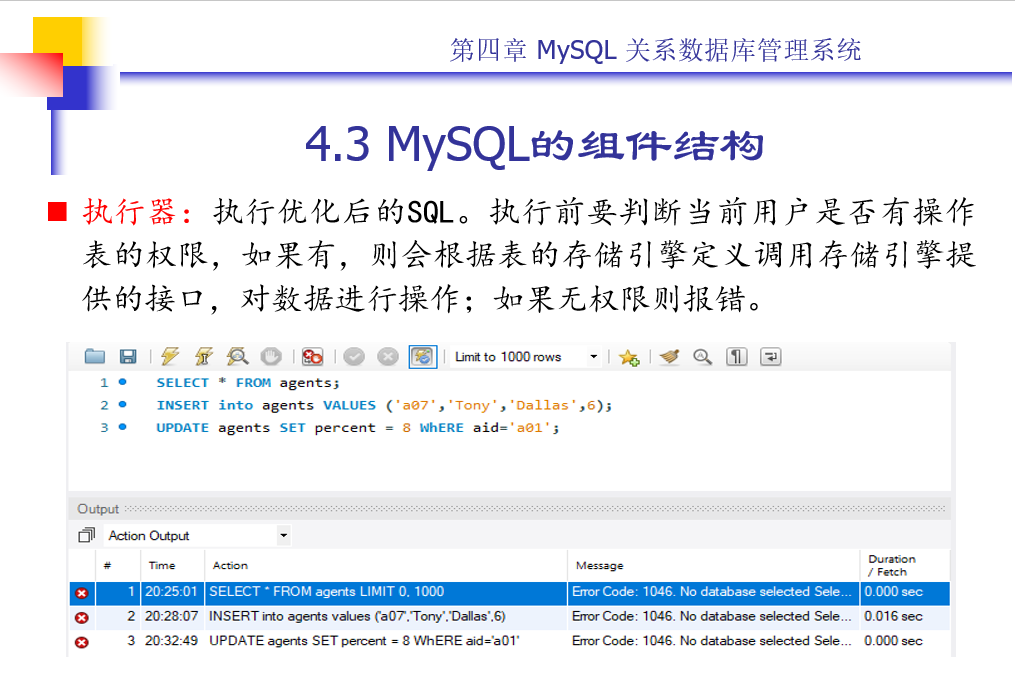 第四章 MySQL 关系数据库管理系统
4.3 MySQL的组件结构
执行器：执行优化后的SQL。执行前要判断当前用户是否有操作
表的权限，如果有，则会根据表的存储引擎定义调用存储引擎提
供的接口，对数据进行操作；如果无权限则报错。
Limit to 1000 rows
1 SELECT * FROM agents;
2 INSERT into agents VALUES ('a07','Tony','Dallas',6);
3 UPDATE agents SET percent = 8 WhERE aid='a01';
Output
Action Output
# Time Action Message Duration / Fetch
1 20:25:01 SELECT * FROM agents LIMIT 0, 1000 Error Code: 1046. No database selected Sele... 0.000 sec
2 20:28:07 INSERT into agents values ('a07','Tony','Dallas',6) Error Code: 1046. No database selected Sele... 0.016 sec
3 20:32:49 UPDATE agents SET percent = 8 WhERE aid='a01' Error Code: 1046. No database selected Sele... 0.000 sec